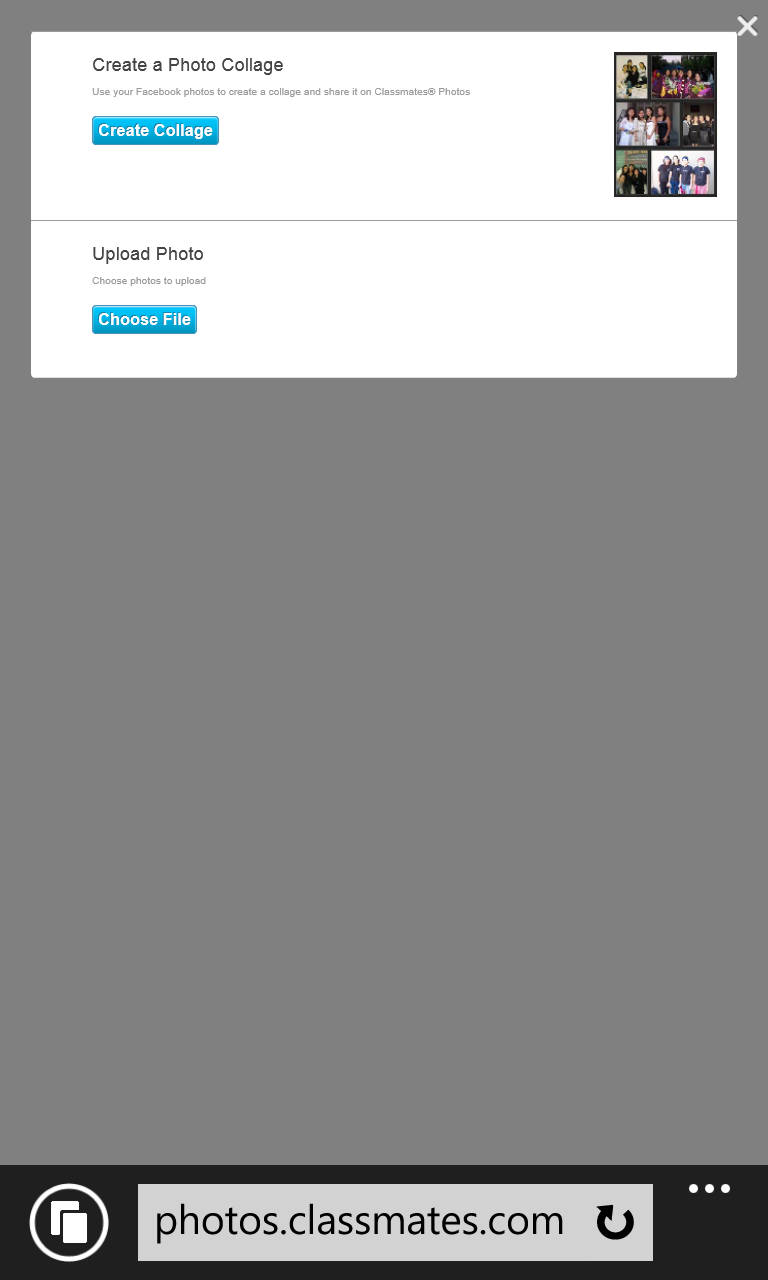 Create a Photo Collage
Use your Facebook photos to create a collage and share it on Classmates® Photos
Create Collage
Upload Photo
Choose photos to upload
Choose File
photos.classmates.com